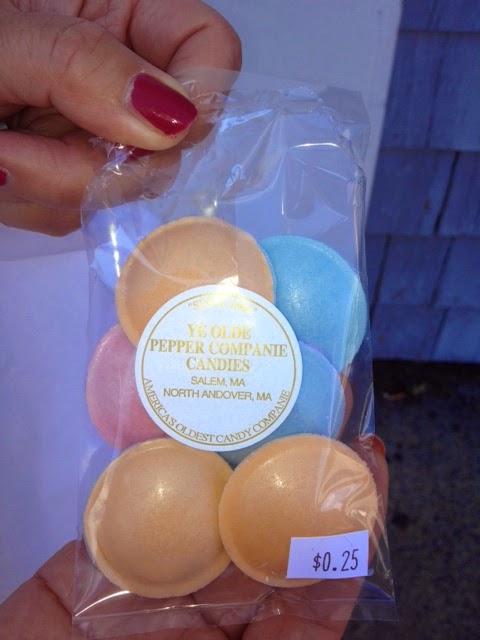 YE OLDE
PEPPER COMPANIE
CANDIES
SALEM, MA
NORTH ANDOVER, MA
AMERICA'S OLDEST CANDY COMPANIE
$0.25